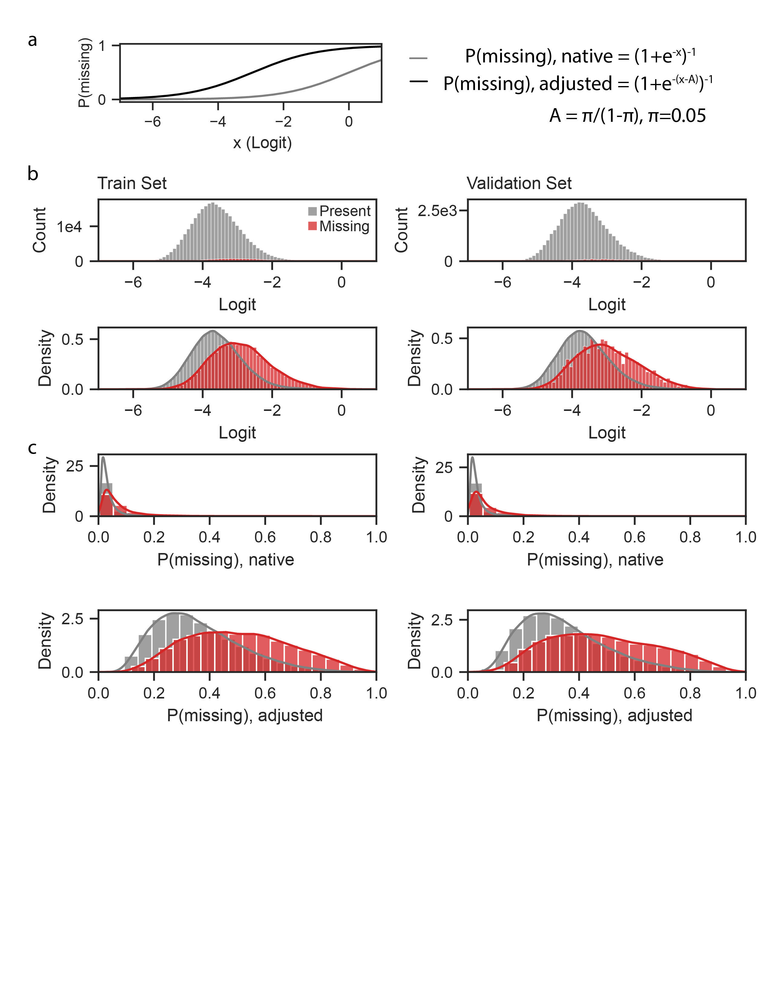 a
P(missing)
1
0
−6 −4 −2 0
x (Logit)
P(missing), native = (1+e^-x)^-1
P(missing), adjusted = (1+e^-(x-A))^-1
A = π/(1-π), π=0.05
b
Train Set
Count
1e4
0
Present
Missing
−6 −4 −2 0
Logit
Validation Set
Count
2.5e3
0
−6 −4 −2 0
Logit
Density
0.5
0.0
−6 −4 −2 0
Logit
Density
0.5
0.0
−6 −4 −2 0
Logit
c
Density
25
0
0.0 0.2 0.4 0.6 0.8 1.0
P(missing), native
Density
25
0
0.0 0.2 0.4 0.6 0.8 1.0
P(missing), native
Density
2.5
0.0
0.0 0.2 0.4 0.6 0.8 1.0
P(missing), adjusted
Density
2.5
0.0
0.0 0.2 0.4 0.6 0.8 1.0
P(missing), adjusted